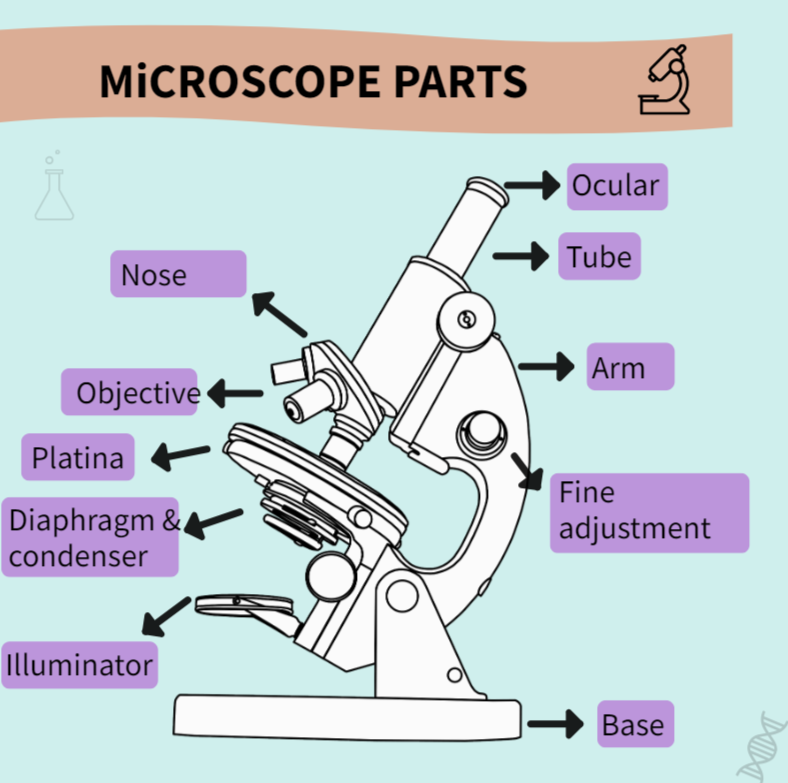 MiCROSCOPE PARTS
Ocular
Tube
Nose
Arm
Objective
Platina
Fine
adjustment
Diaphragm &
condenser
Illuminator
Base